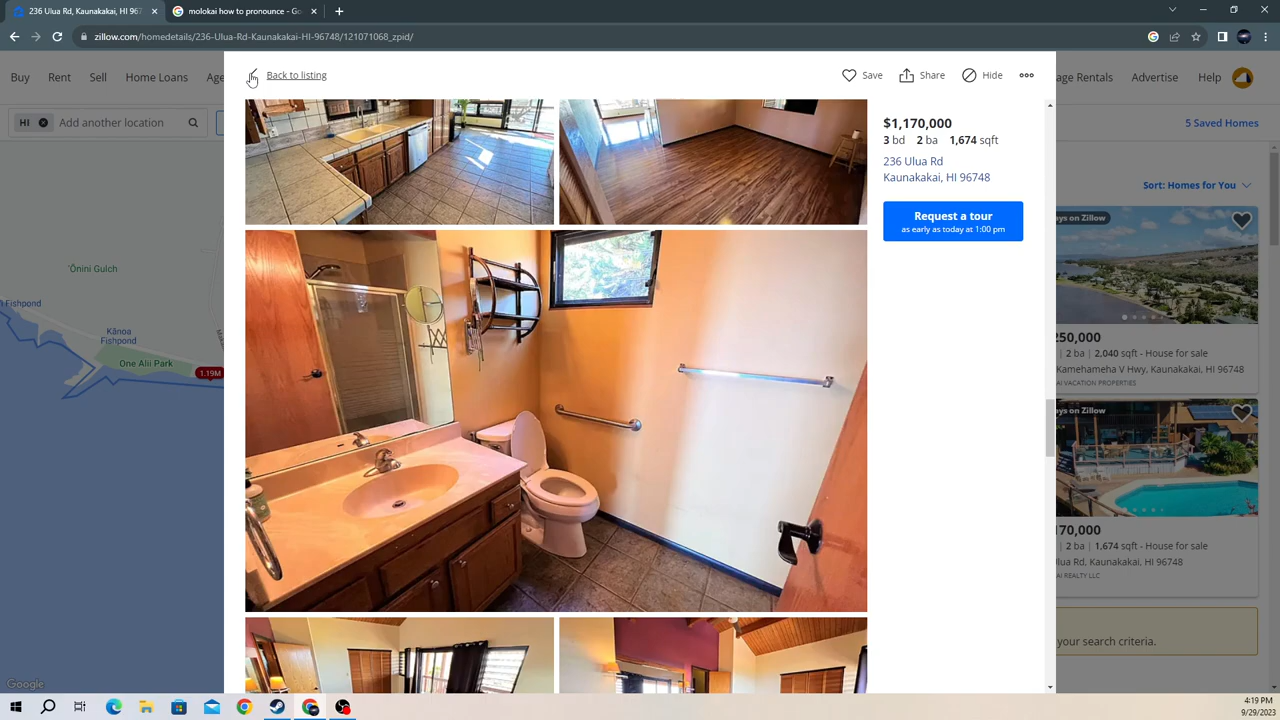 236 Ulua Rd, Kaunakakai, HI 967
molokai how to pronounce - Go
zillow.com/homedetails/236-Ulua-Rd-Kaunakakai-HI-96748/121071068_zpid/
Buy Rent Sell Home Loans Age
Back to listing
Save Share Hide
age Rentals Advertise Help
HI Add another location
5 Saved Homes
$1,170,000
3 bd 2 ba 1,674 sqft
236 Ulua Rd
Kaunakakai, HI 96748
Request a tour
as early as today at 1:00 pm
Sort: Homes for You
ays on Zillow
250,000
2 ba 2,040 sqft - House for sale
Kamehameha V Hwy, Kaunakakai, HI 96748
AI VACATION PROPERTIES
ays on Zillow
170,000
2 ba 1,674 sqft - House for sale
Ulua Rd, Kaunakakai, HI 96748
AI REALTY LLC
your search criteria.
ʻŌnini Gulch
i Fishpond
Kānoa
Fishpond
One Alii Park
1.19M
Google
4:19 PM
9/29/2023